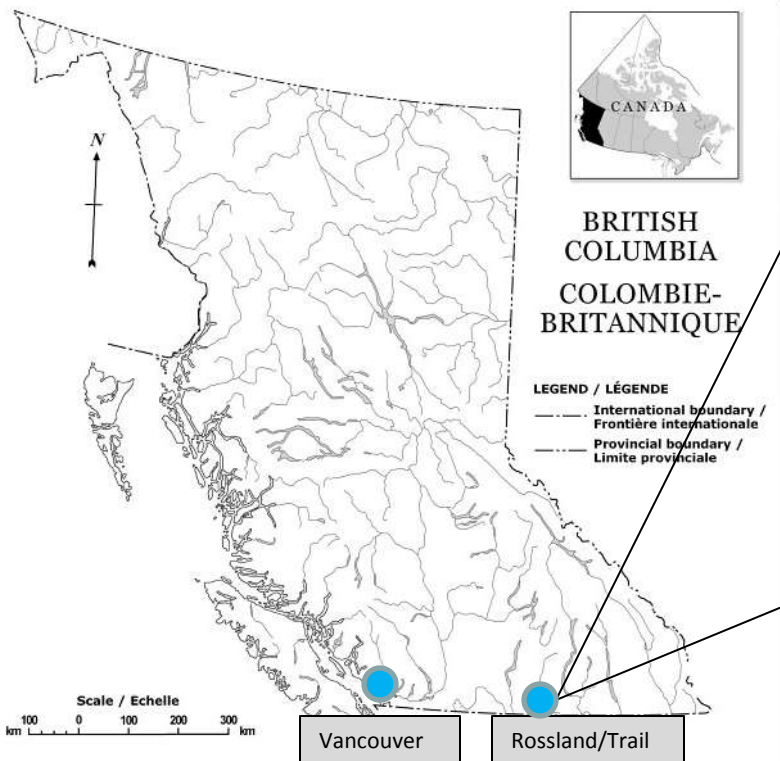 CANADA
N
BRITISH
COLUMBIA
COLOMBIE-
BRITANNIQUE
LEGEND / LÉGENDE
International boundary /
Frontière internationale
Provincial boundary /
Limite provinciale
Scale / Echelle
km 100 0 100 200 300 km
Vancouver
Rossland/Trail